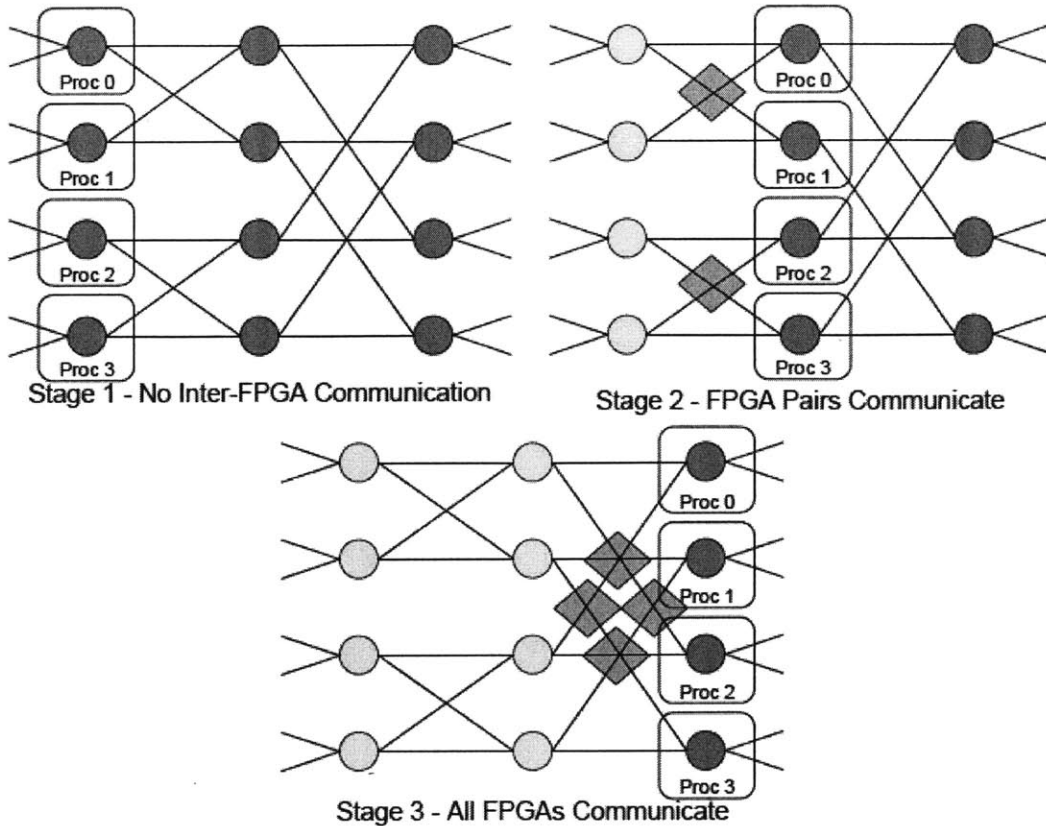 Proc 0
Proc 1
Proc 2
Proc 3
Stage 1 - No Inter-FPGA Communication
Proc 0
Proc 1
Proc 2
Proc 3
Stage 2 - FPGA Pairs Communicate
Proc 0
Proc 1
Proc 2
Proc 3
Stage 3 - All FPGAs Communicate